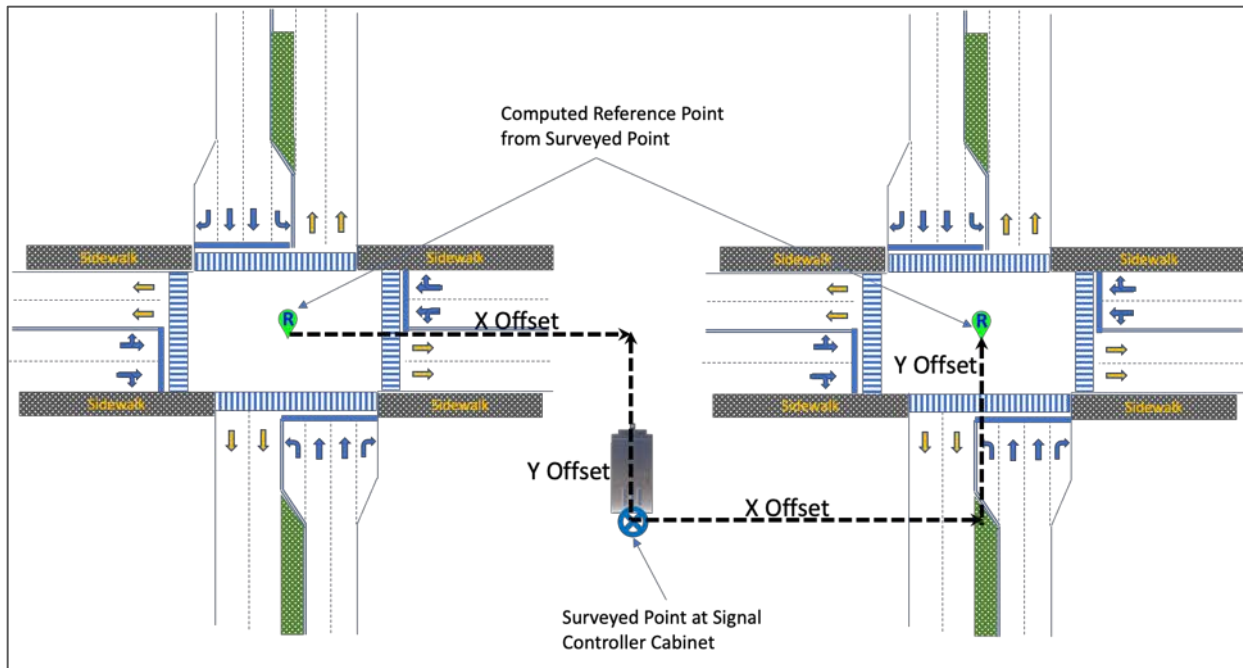 Computed Reference Point
from Surveyed Point
Sidewalk
Sidewalk
Sidewalk
Sidewalk
R
X Offset
R
Y Offset
Sidewalk
Sidewalk
Sidewalk
Sidewalk
Y Offset
X Offset
Surveyed Point at Signal
Controller Cabinet